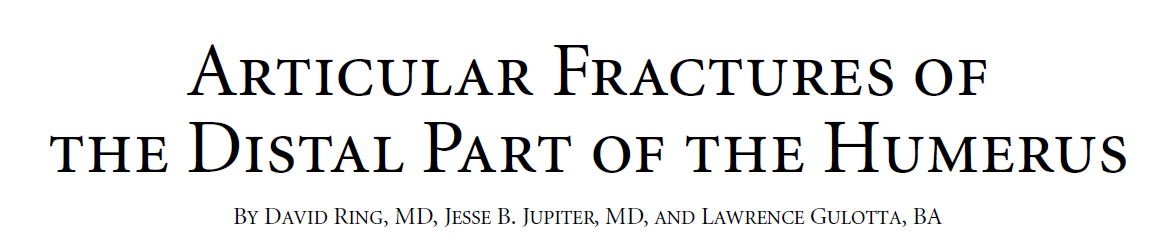 Articular Fractures of
the Distal Part of the Humerus
By David Ring, MD, Jesse B. Jupiter, MD, and Lawrence Gulotta, BA